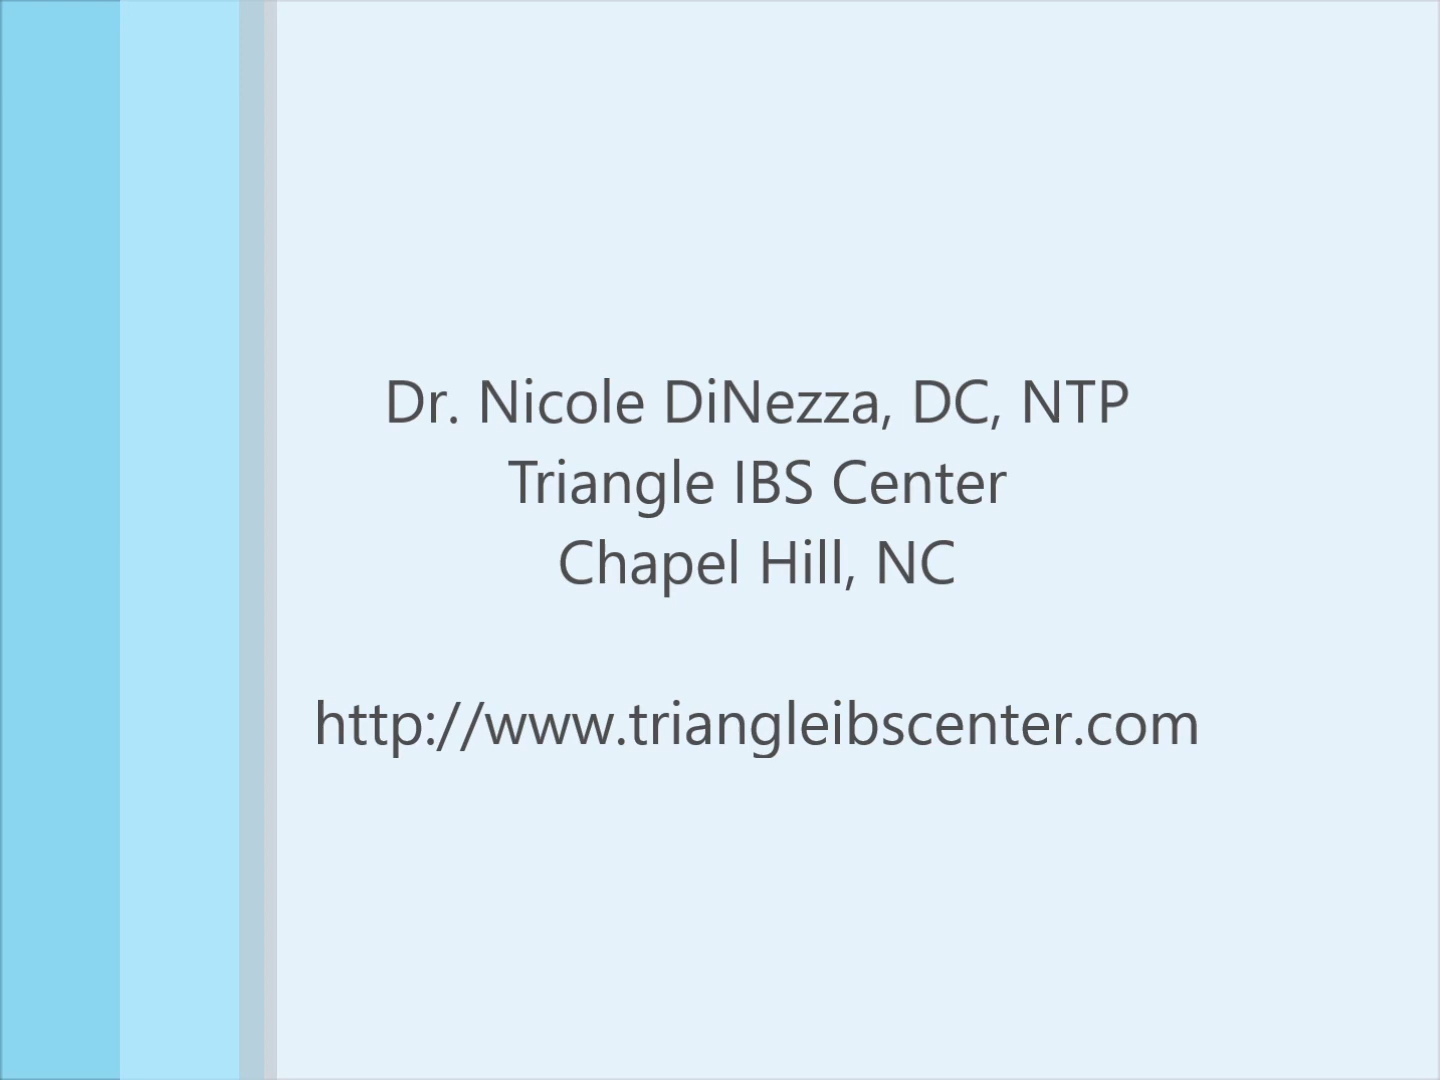 Dr. Nicole DiNezza, DC, NTP
Triangle IBS Center
Chapel Hill, NC
http://www.triangleibscenter.com